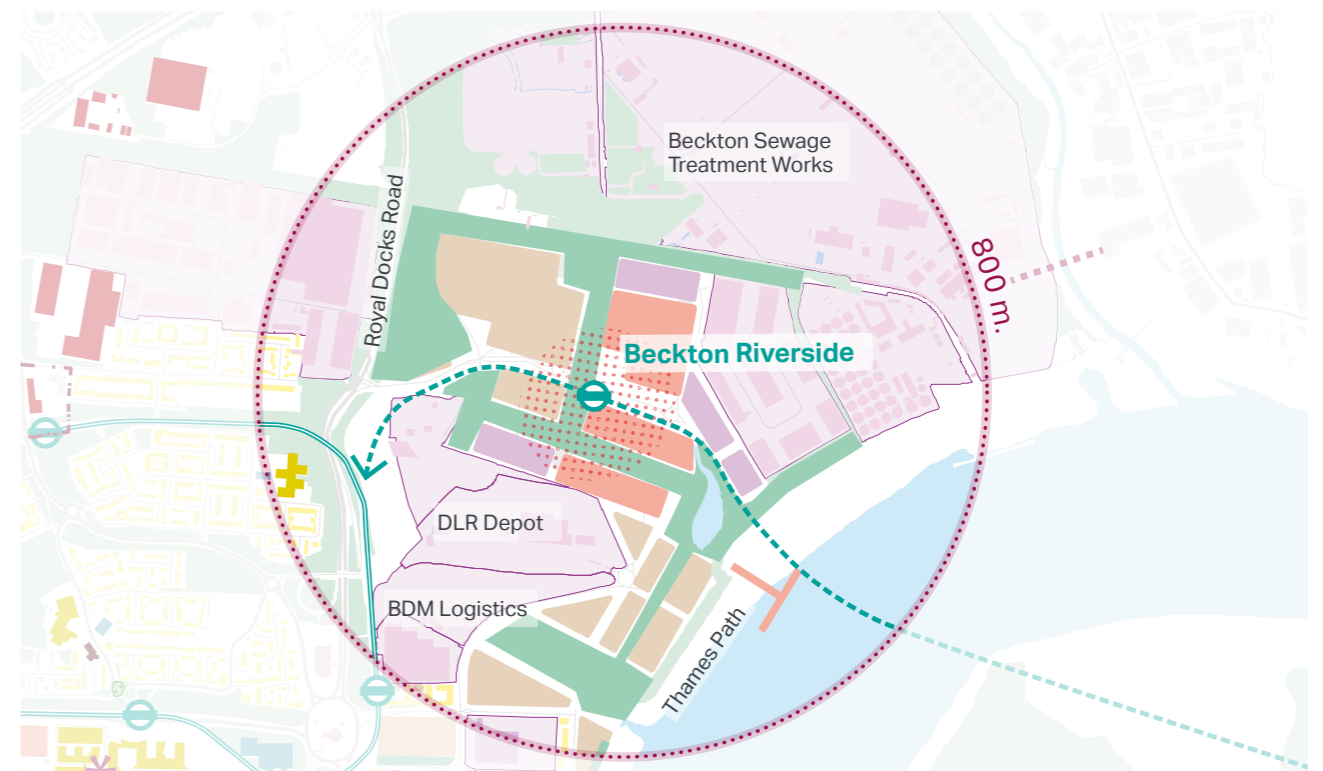 Beckton Sewage
Treatment Works
Royal Docks Road
800 m.
Beckton Riverside
DLR Depot
BDM Logistics
Thames Path